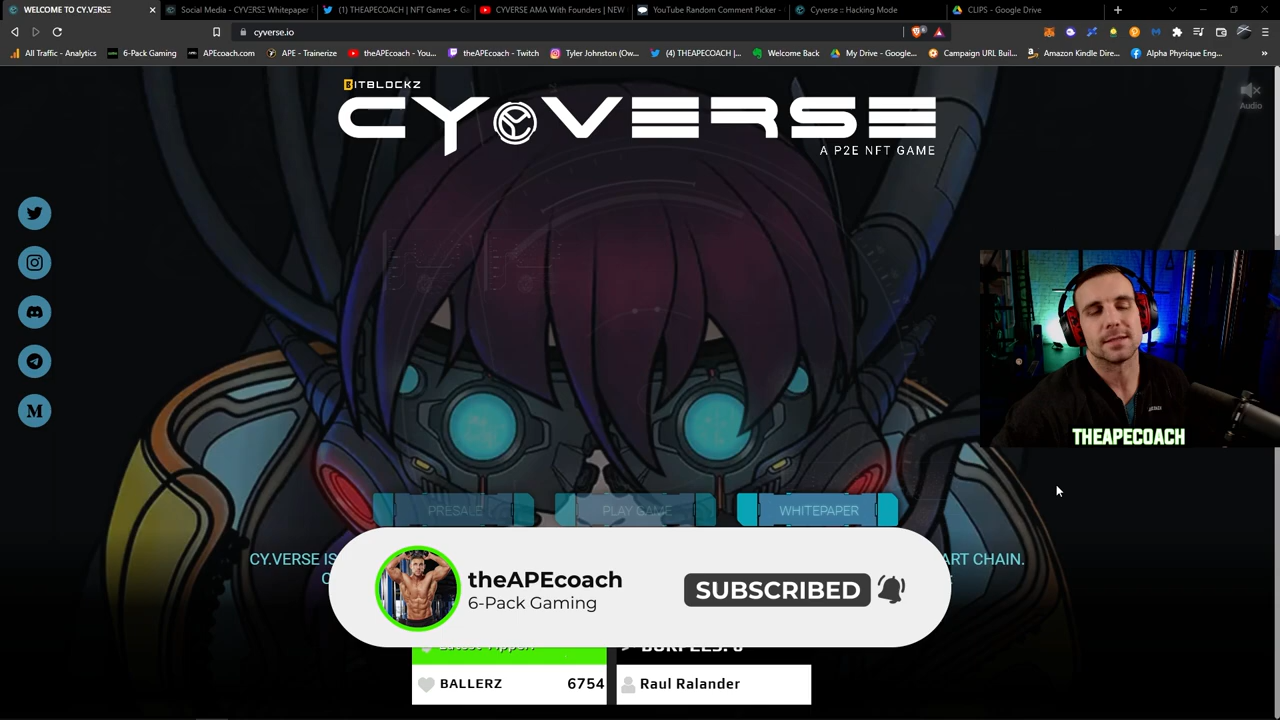 WELCOME TO CY.VΞRSE
Social Media - CYVΞRSE Whitepaper
(1) THEAPECOACH | NFT Games + G
CYVERSE AMA With Founders | NEW
YouTube Random Comment Picker -
Cyverse :: Hacking Mode
CLIPS - Google Drive
cyverse.io
All Traffic - Analytics
6-Pack Gaming
APEcoach.com
APE - Trainerize
theAPEcoach - You...
theAPEcoach - Twitch
Tyler Johnston (Ow...
(4) THEAPECOACH |...
Welcome Back
My Drive - Google...
Campaign URL Buil...
Amazon Kindle Dire...
Alpha Physique Eng...
BITBLOCKZ
CYVERSE
A P2E NFT GAME
Audio
M
THEAPECOACH
PRESALE
PLAY GAME
WHITEPAPER
CY.VERSE IS
ART CHAIN.
theAPEcoach
6-Pack Gaming
SUBSCRIBED
BALLERZ 6754
Raul Ralander